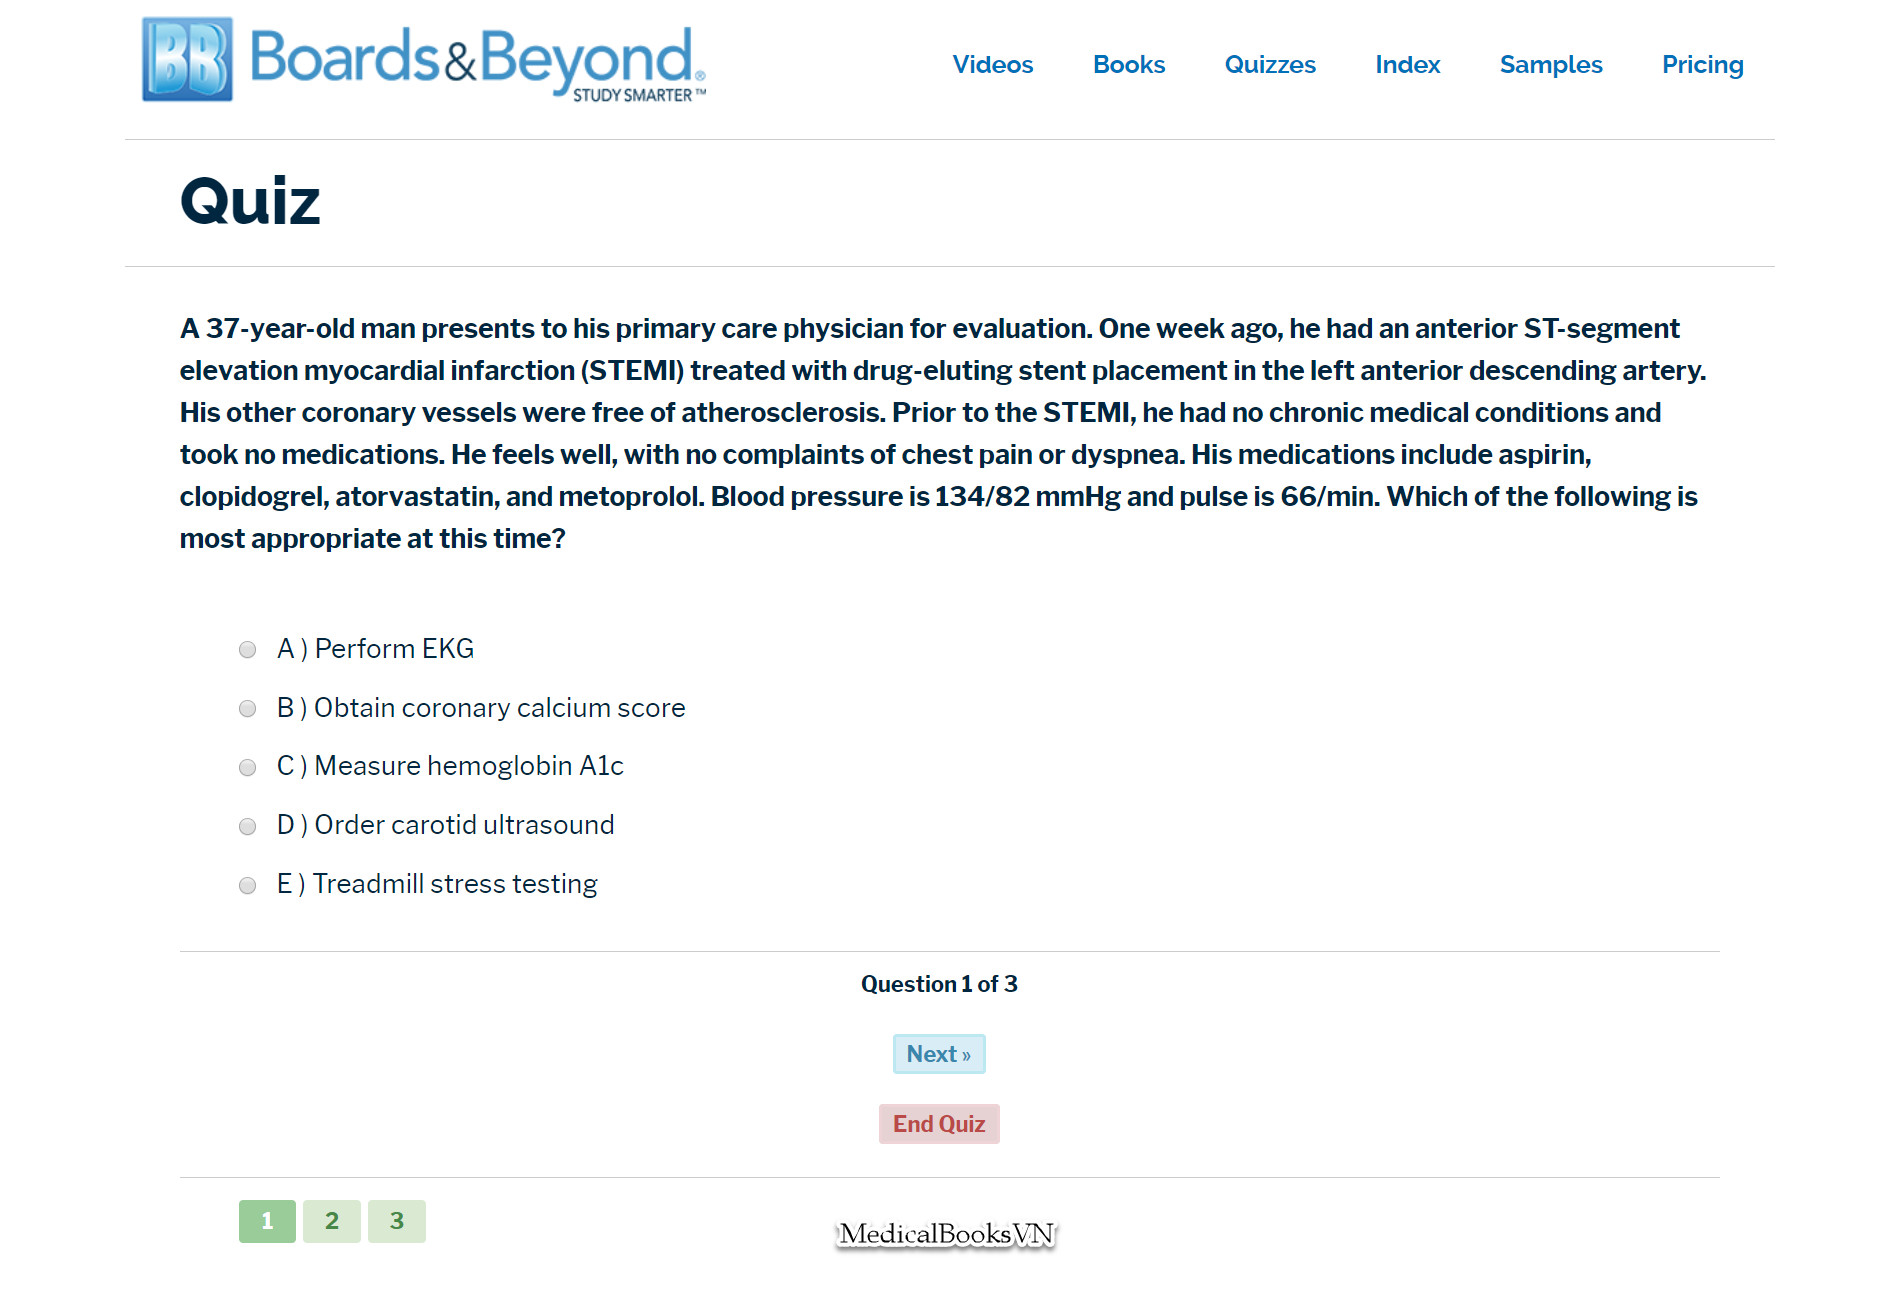 BB Boards&Beyond®
STUDY SMARTER™
Videos Books Quizzes Index Samples Pricing
Quiz
A 37-year-old man presents to his primary care physician for evaluation. One week ago, he had an anterior ST-segment
elevation myocardial infarction (STEMI) treated with drug-eluting stent placement in the left anterior descending artery.
His other coronary vessels were free of atherosclerosis. Prior to the STEMI, he had no chronic medical conditions and
took no medications. He feels well, with no complaints of chest pain or dyspnea. His medications include aspirin,
clopidogrel, atorvastatin, and metoprolol. Blood pressure is 134/82 mmHg and pulse is 66/min. Which of the following is
most appropriate at this time?
A ) Perform EKG
B ) Obtain coronary calcium score
C ) Measure hemoglobin A1c
D ) Order carotid ultrasound
E ) Treadmill stress testing
Question 1 of 3
Next »
End Quiz
1 2 3
MedicalBooksVN